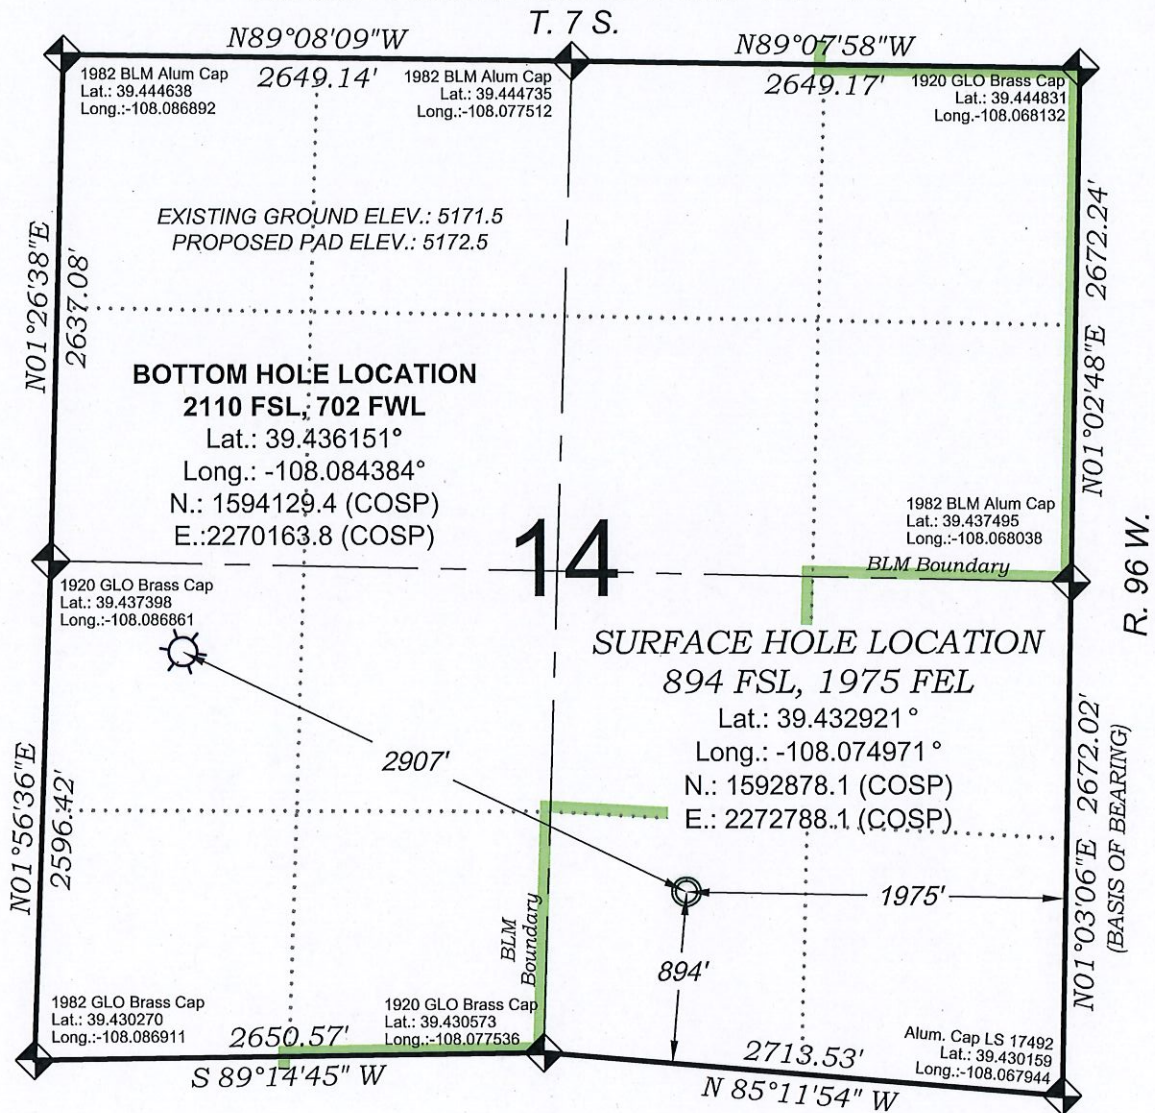 T. 7 S.
N89°08'09"W
N89°07'58"W
1982 BLM Alum Cap
Lat.: 39.444638
Long.:-108.086892
2649.14'
1982 BLM Alum Cap
Lat.: 39.444735
Long.:-108.077512
2649.17'
1920 GLO Brass Cap
Lat.: 39.444831
Long.-108.068132
EXISTING GROUND ELEV.: 5171.5
PROPOSED PAD ELEV.: 5172.5
N01°26'38"E
2637.08'
N01°02'48"E 2672.24'
BOTTOM HOLE LOCATION
2110 FSL, 702 FWL
Lat.: 39.436151°
Long.: -108.084384°
N.: 1594129.4 (COSP)
E.:2270163.8 (COSP)
14
1982 BLM Alum Cap
Lat.: 39.437495
Long.:-108.068038
BLM Boundary
R. 96 W.
1920 GLO Brass Cap
Lat.: 39.437398
Long.:-108.086861
SURFACE HOLE LOCATION
894 FSL, 1975 FEL
Lat.: 39.432921°
Long.: -108.074971°
N.: 1592878.1 (COSP)
E.: 2272788.1 (COSP)
2907'
N01°56'36"E
2596.42'
N01°03'06"E 2672.02'
(BASIS OF BEARING)
1975'
894'
BLM
Boundary
1982 GLO Brass Cap
Lat.: 39.430270
Long.:-108.086911
2650.57'
1920 GLO Brass Cap
Lat.: 39.430573
Long.:-108.077536
S 89°14'45" W
2713.53'
Alum. Cap LS 17492
Lat.: 39.430159
Long.:-108.067944
N 85°11'54" W